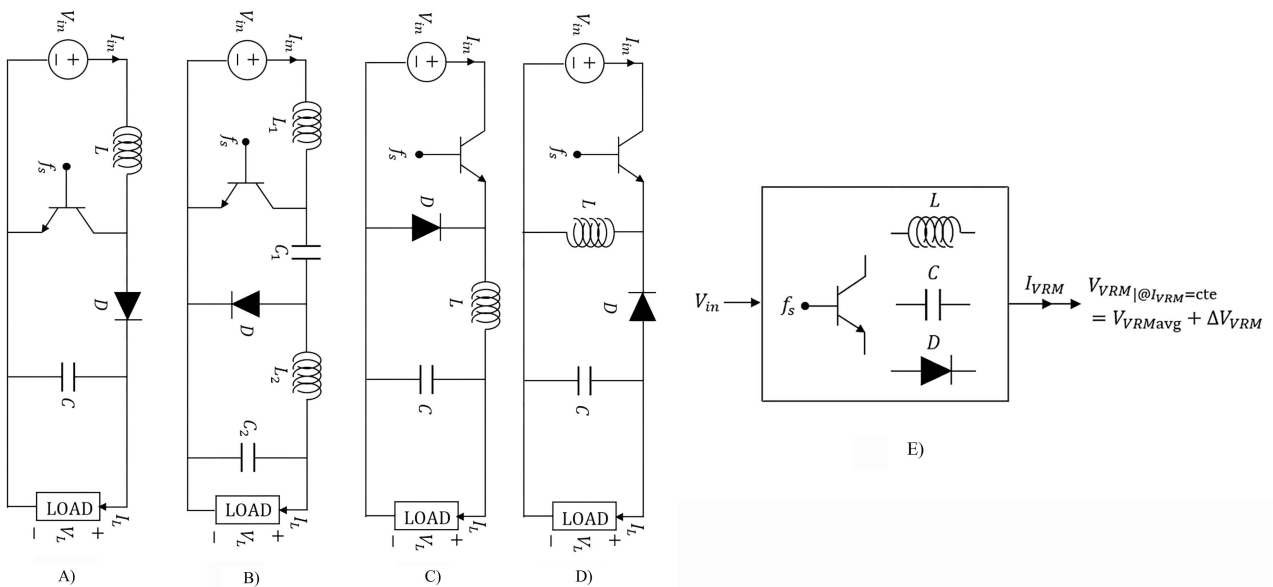 V_in
− +
I_in
L
f_s
D
C
LOAD
I_L
− V_L +
A)
V_in
− +
I_in
L_1
f_s
C_1
D
L_2
C_2
LOAD
I_L
− V_L +
B)
V_in
− +
I_in
f_s
D
L
C
LOAD
I_L
− V_L +
C)
V_in
− +
I_in
f_s
L
D
C
LOAD
I_L
− V_L +
D)
V_in
f_s
L
C
D
I_VRM
V_VRM|@I_VRM=cte
= V_VRMavg + ΔV_VRM
E)